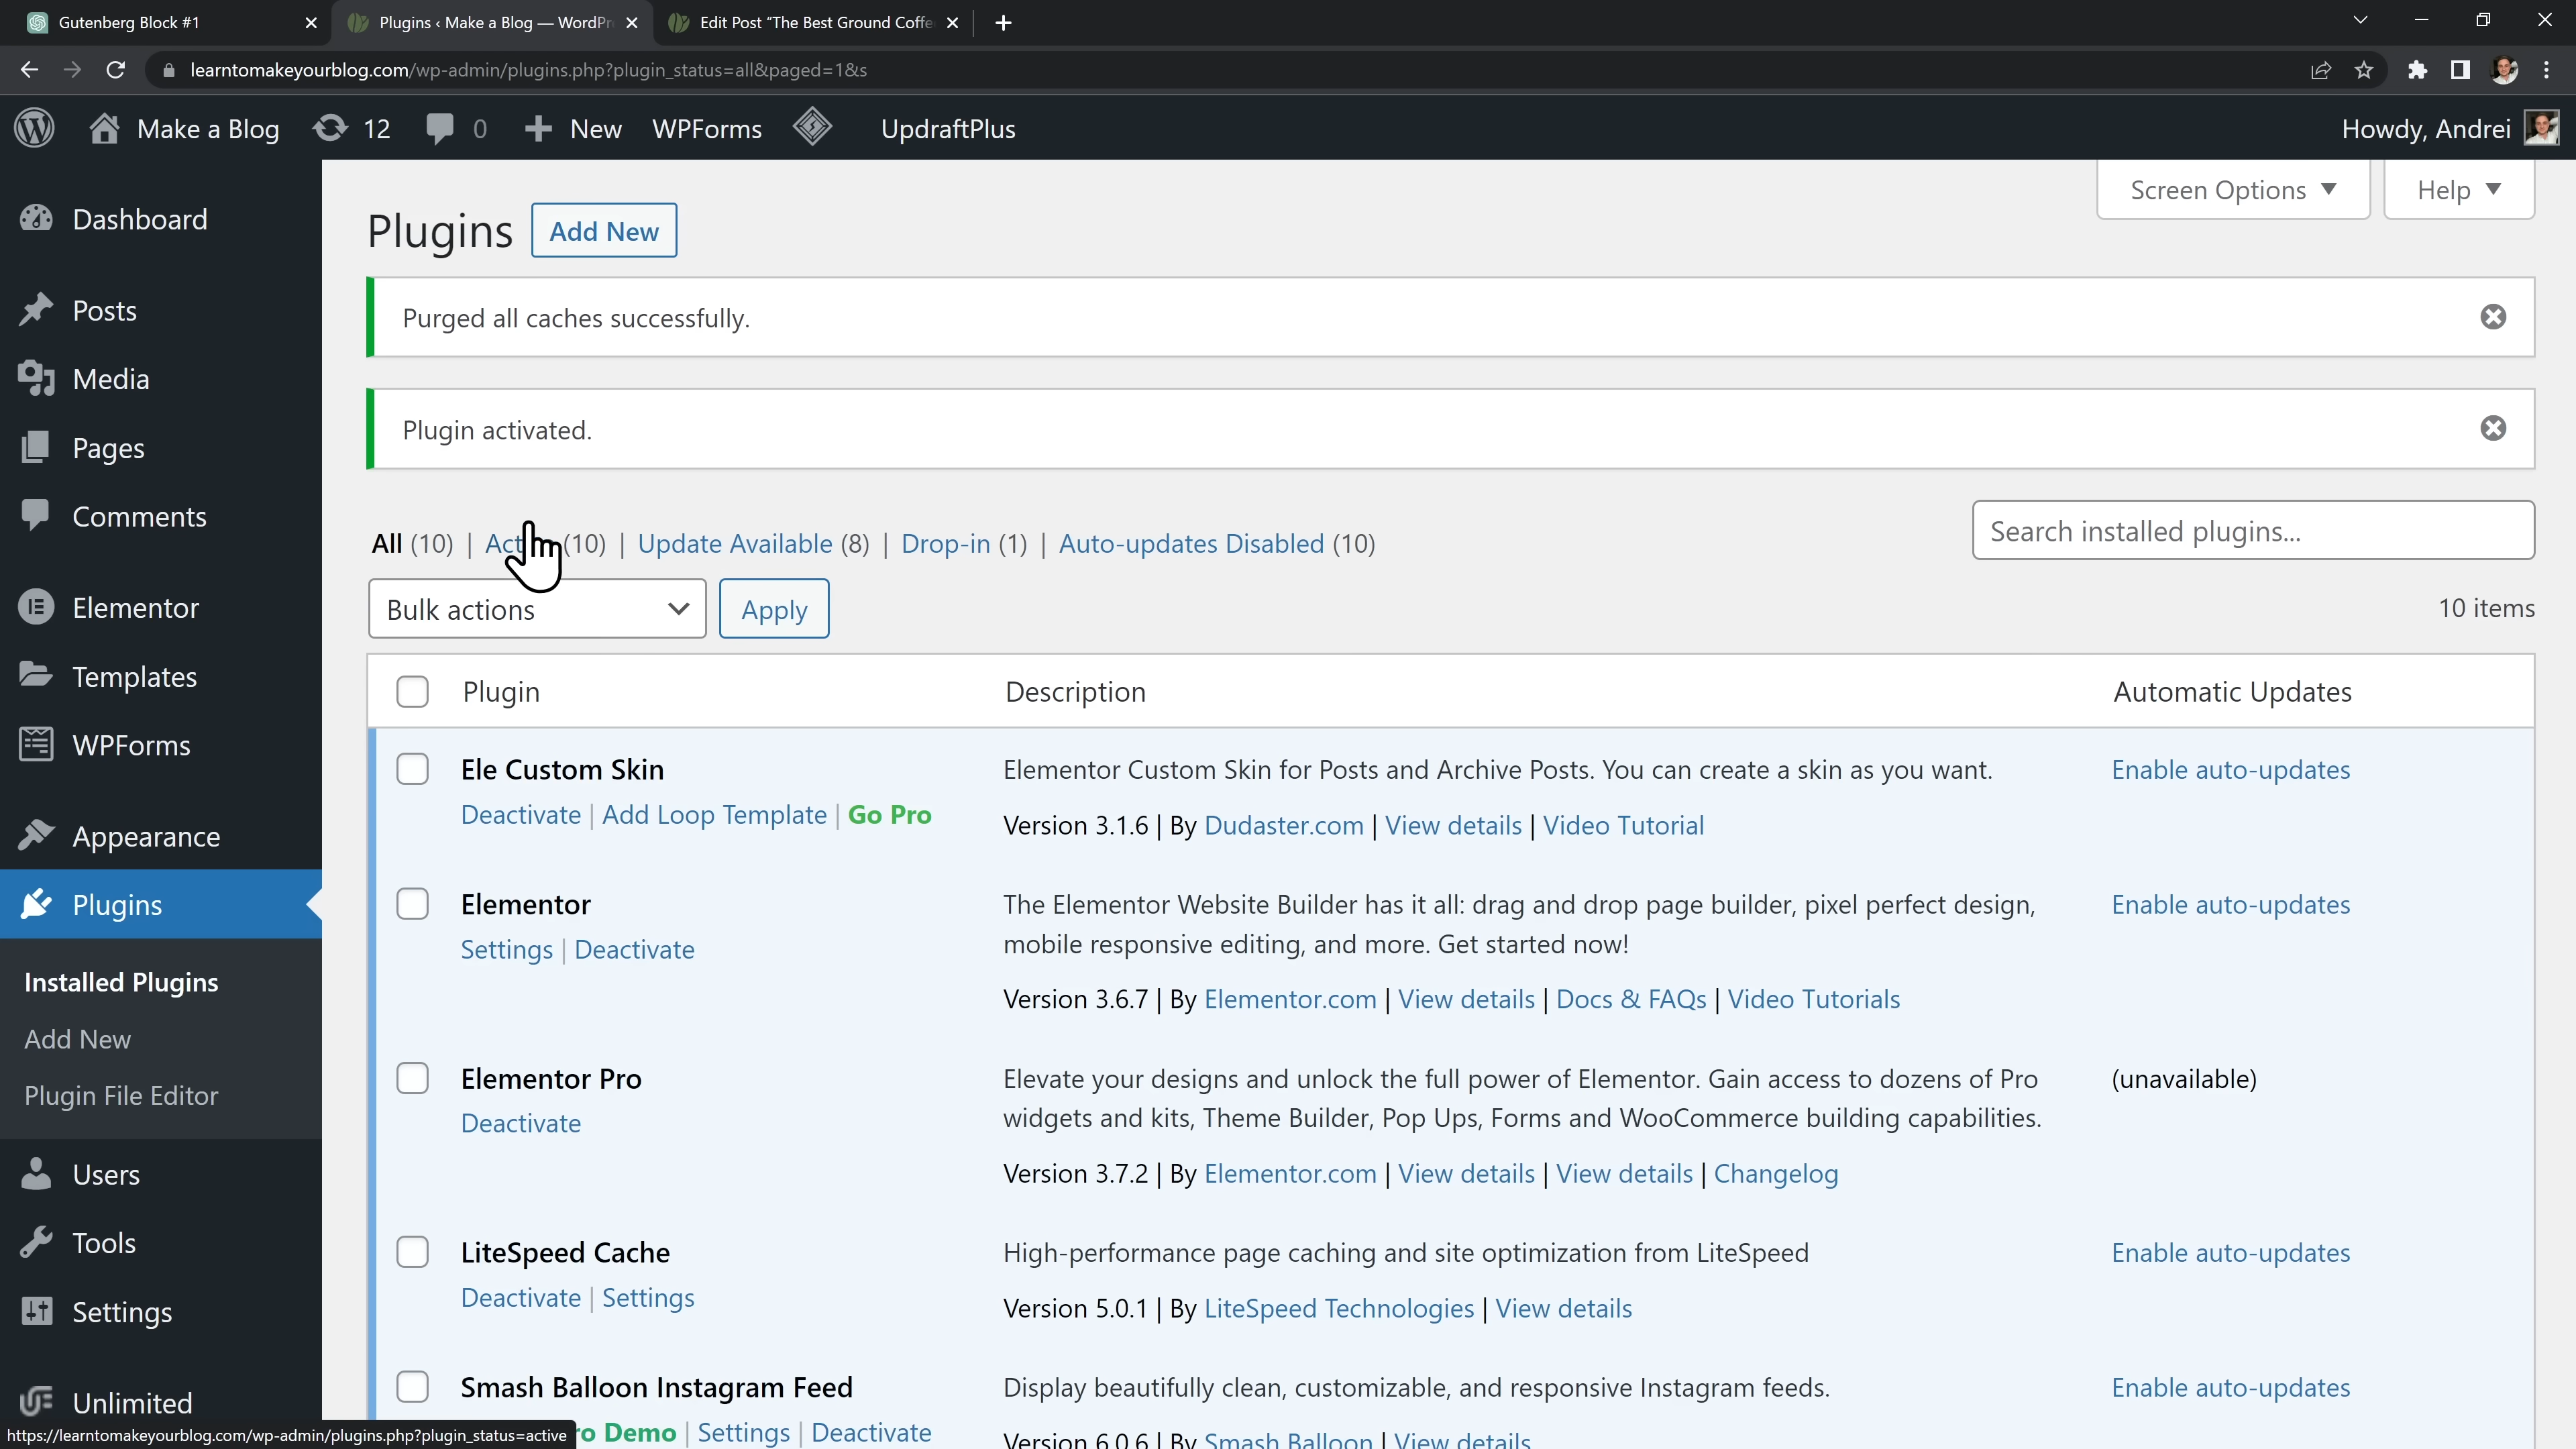 Gutenberg Block #1
Plugins ‹ Make a Blog — WordPr
Edit Post “The Best Ground Coffe
learntomakeyourblog.com/wp-admin/plugins.php?plugin_status=all&paged=1&s
Make a Blog
12
0
New
WPForms
UpdraftPlus
Howdy, Andrei
Dashboard
Posts
Media
Pages
Comments
Elementor
Templates
WPForms
Appearance
Plugins
Installed Plugins
Add New
Plugin File Editor
Users
Tools
Settings
Unlimited
https://learntomakeyourblog.com/wp-admin/plugins.php?plugin_status=active
Screen Options
Help
Plugins
Add New
Purged all caches successfully.
Plugin activated.
All (10) | Act (10) | Update Available (8) | Drop-in (1) | Auto-updates Disabled (10)
Search installed plugins...
Bulk actions
Apply
10 items
Plugin
Description
Automatic Updates
Ele Custom Skin
Deactivate | Add Loop Template | Go Pro
Elementor Custom Skin for Posts and Archive Posts. You can create a skin as you want.
Version 3.1.6 | By Dudaster.com | View details | Video Tutorial
Enable auto-updates
Elementor
Settings | Deactivate
The Elementor Website Builder has it all: drag and drop page builder, pixel perfect design,
mobile responsive editing, and more. Get started now!
Version 3.6.7 | By Elementor.com | View details | Docs & FAQs | Video Tutorials
Enable auto-updates
Elementor Pro
Deactivate
Elevate your designs and unlock the full power of Elementor. Gain access to dozens of Pro
widgets and kits, Theme Builder, Pop Ups, Forms and WooCommerce building capabilities.
Version 3.7.2 | By Elementor.com | View details | View details | Changelog
(unavailable)
LiteSpeed Cache
Deactivate | Settings
High-performance page caching and site optimization from LiteSpeed
Version 5.0.1 | By LiteSpeed Technologies | View details
Enable auto-updates
Smash Balloon Instagram Feed
ro Demo | Settings | Deactivate
Display beautifully clean, customizable, and responsive Instagram feeds.
Version 6.0.6 | By Smash Balloon | View details
Enable auto-updates